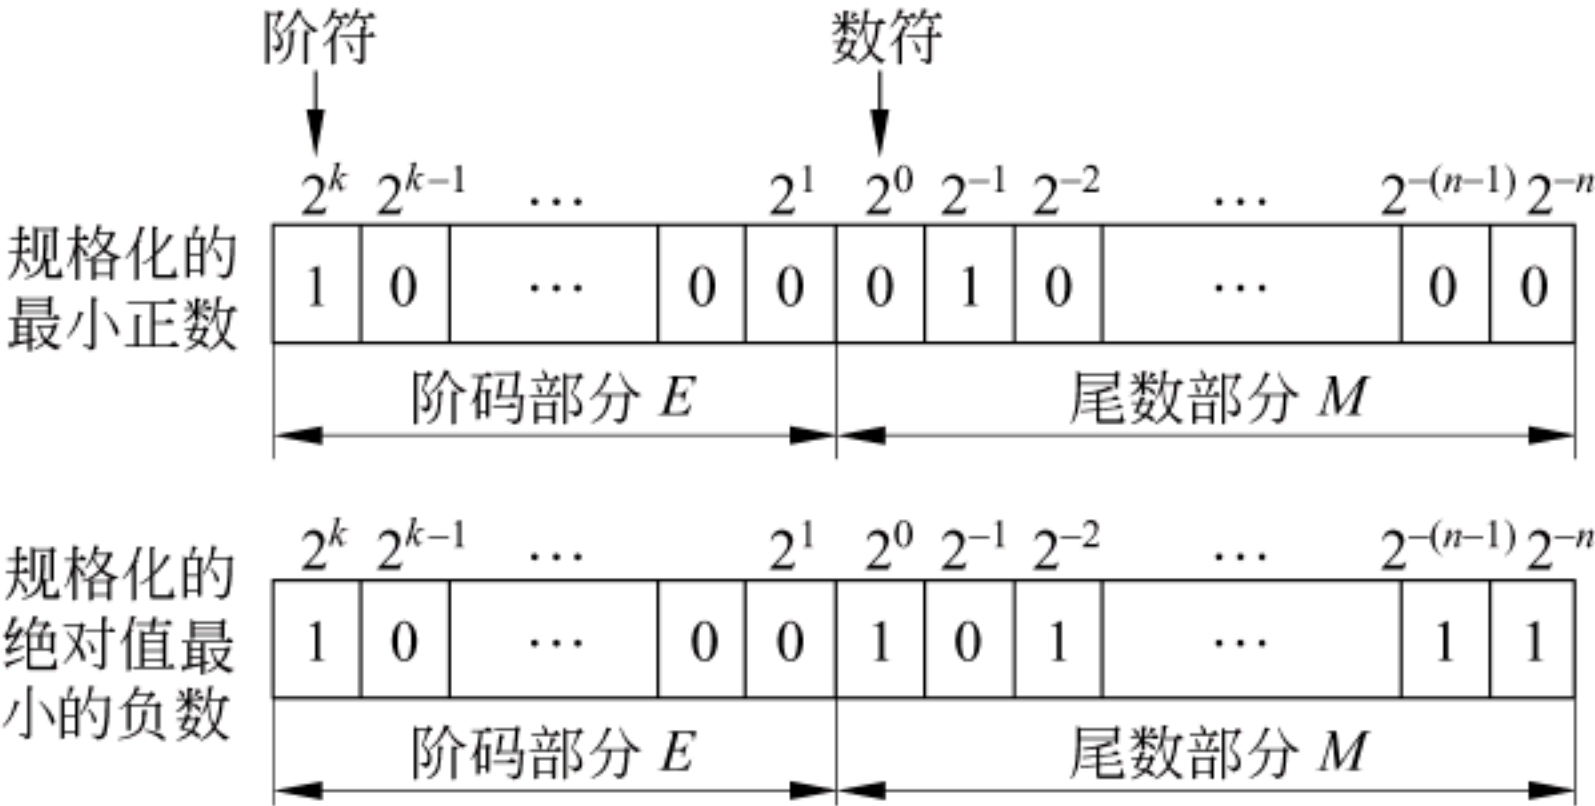 阶符 数符
2^k 2^{k-1} … 2^1 2^0 2^{-1} 2^{-2} … 2^{-(n-1)} 2^{-n}
规格化的
最小正数
1 0 … 0 0 0 1 0 … 0 0
阶码部分 E 尾数部分 M
2^k 2^{k-1} … 2^1 2^0 2^{-1} 2^{-2} … 2^{-(n-1)} 2^{-n}
规格化的
绝对值最
小的负数
1 0 … 0 0 1 0 1 … 1 1
阶码部分 E 尾数部分 M